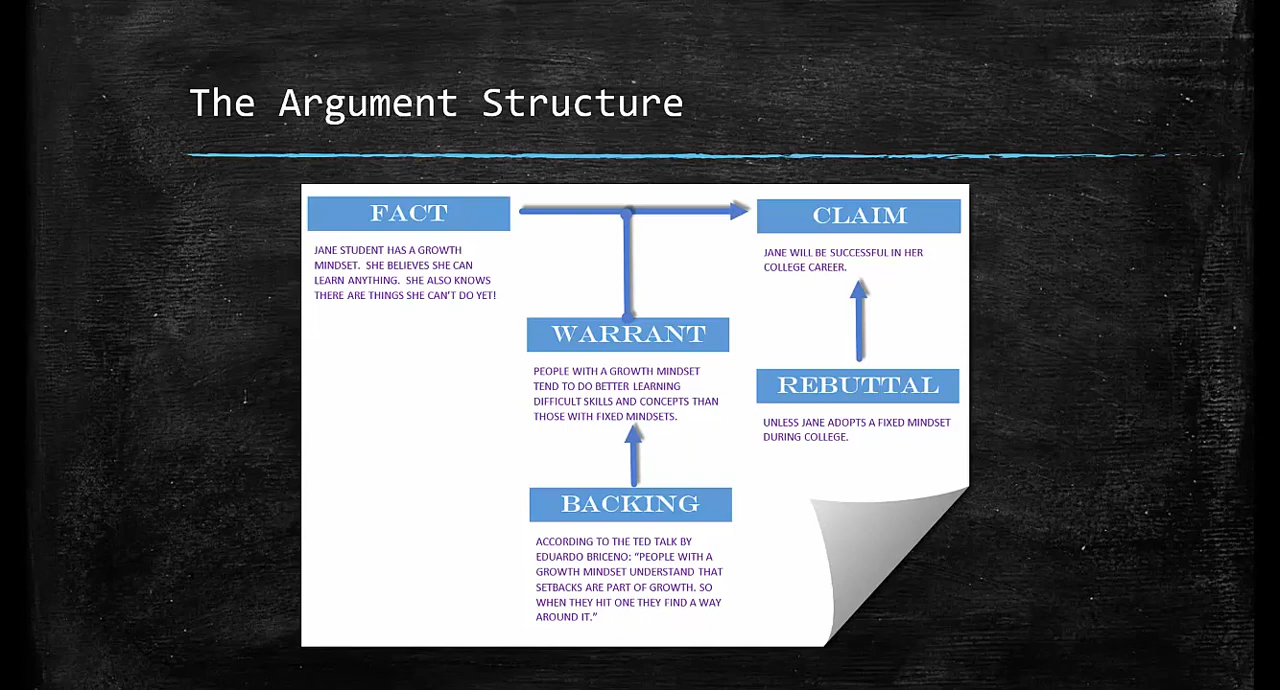 The Argument Structure
FACT
JANE STUDENT HAS A GROWTH
MINDSET. SHE BELIEVES SHE CAN
LEARN ANYTHING. SHE ALSO KNOWS
THERE ARE THINGS SHE CAN'T DO YET!
CLAIM
JANE WILL BE SUCCESSFUL IN HER
COLLEGE CAREER.
WARRANT
PEOPLE WITH A GROWTH MINDSET
TEND TO DO BETTER LEARNING
DIFFICULT SKILLS AND CONCEPTS THAN
THOSE WITH FIXED MINDSETS.
REBUTTAL
UNLESS JANE ADOPTS A FIXED MINDSET
DURING COLLEGE.
BACKING
ACCORDING TO THE TED TALK BY
EDUARDO BRICENO: “PEOPLE WITH A
GROWTH MINDSET UNDERSTAND THAT
SETBACKS ARE PART OF GROWTH. SO
WHEN THEY HIT ONE THEY FIND A WAY
AROUND IT.”